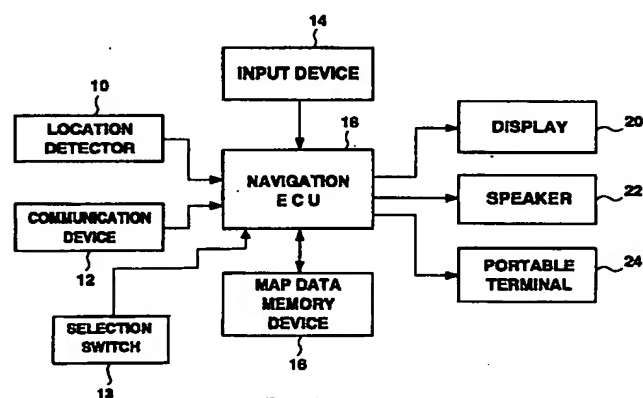 14
INPUT DEVICE
10
LOCATION
DETECTOR
18
NAVIGATION
E C U
DISPLAY
20
SPEAKER
22
COMMUNICATION
DEVICE
12
PORTABLE
TERMINAL
24
MAP DATA
MEMORY
DEVICE
16
SELECTION
SWITCH
13